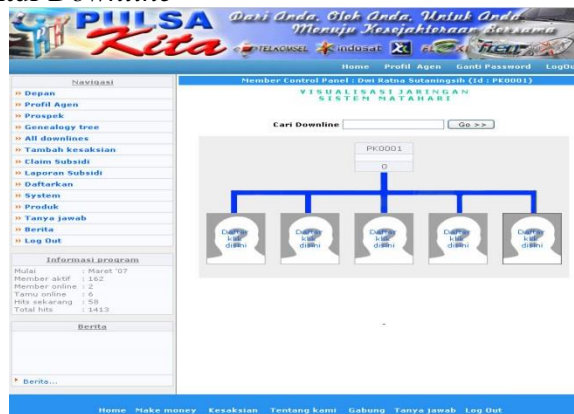 Downline
PULSA
Kita
Dari Anda, Oleh Anda, Untuk Anda
Menuju Kesejahteraan Bersama
TELKOMSEL indosat XL
Home Profil Agen Ganti Password
Navigasi
Member Control Panel : Dwi Ratna Sutaningsih (Id : PK0001)
VISUALISASI JARINGAN
SISTEM MATAHARI
» Depan
» Profil Agen
» Prospek
» Genealogy tree
» All downlines
» Tambah kesaksian
» Claim Subsidi
» Laporan Subsidi
» Daftarkan
» System
» Produk
» Tanya jawab
» Berita
» Log Out
Cari Downline Go >>
PK0001
0
Daftar klik disini
Daftar klik disini
Daftar klik disini
Daftar klik disini
Daftar klik disini
Informasi program
Mulai : Maret '07
Member aktif : 162
Member online : 2
Tamu online : 6
Hits sekarang : 58
Total hits : 1413
Berita
Berita...
Home Make money Kesaksian Tentang kami Gabung Tanya jawab Log Out